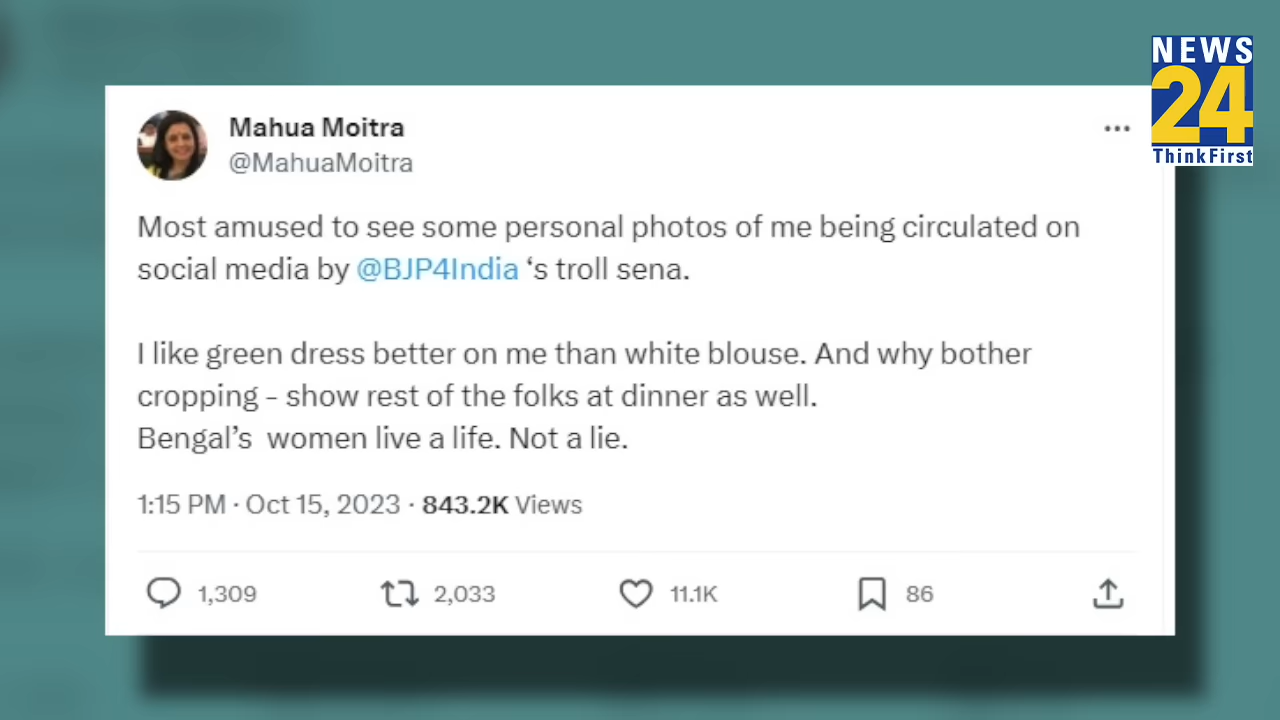 NEWS
24
ThinkFirst
Mahua Moitra
@MahuaMoitra
Most amused to see some personal photos of me being circulated on
social media by @BJP4India ‘s troll sena.
I like green dress better on me than white blouse. And why bother
cropping - show rest of the folks at dinner as well.
Bengal’s  women live a life. Not a lie.
1:15 PM · Oct 15, 2023 · 843.2K Views
1,309 2,033 11.1K 86